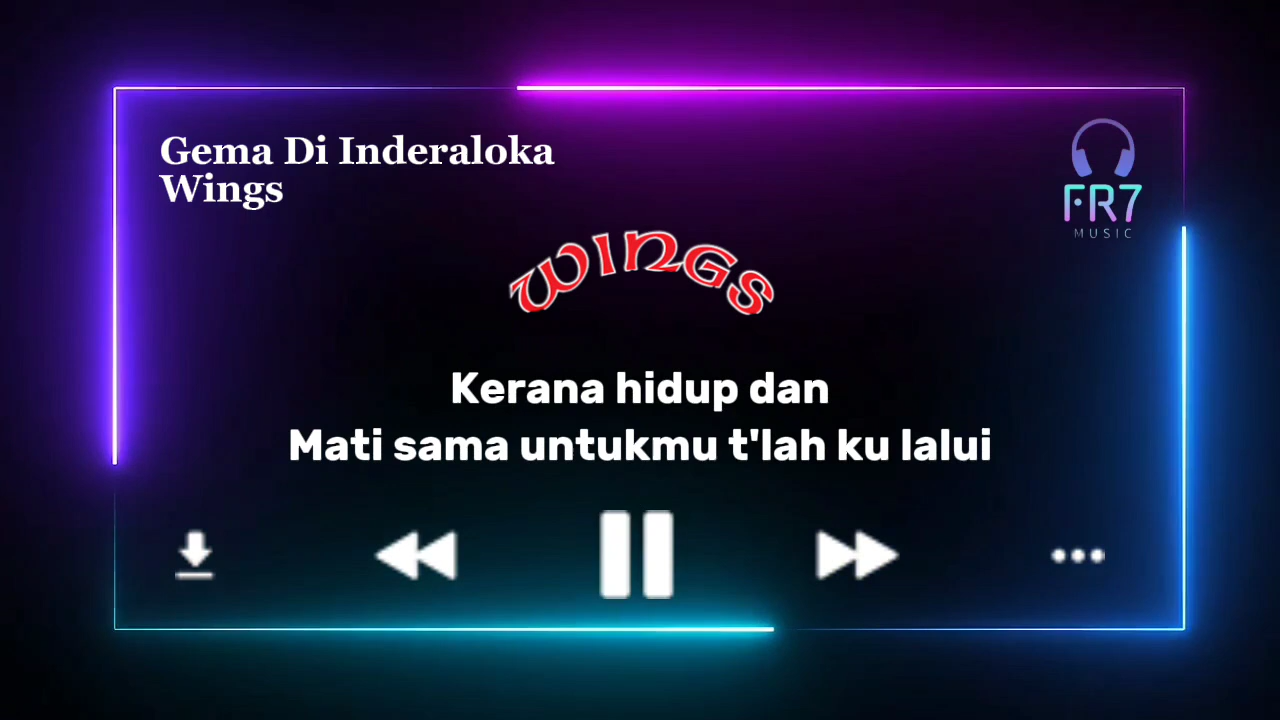 Gema Di Inderaloka
Wings
FR7
MUSIC
WINGS
Kerana hidup dan
Mati sama untukmu t'lah ku lalui